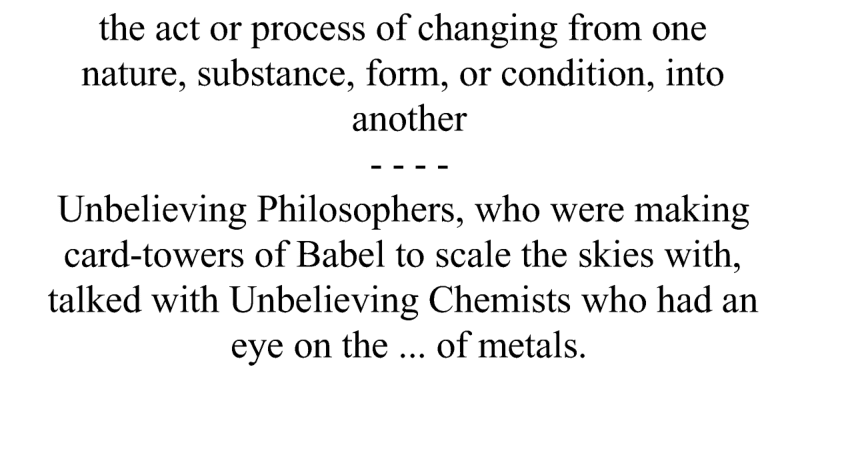 the act or process of changing from one
nature, substance, form, or condition, into
another
- - - -
Unbelieving Philosophers, who were making
card-towers of Babel to scale the skies with,
talked with Unbelieving Chemists who had an
eye on the ... of metals.